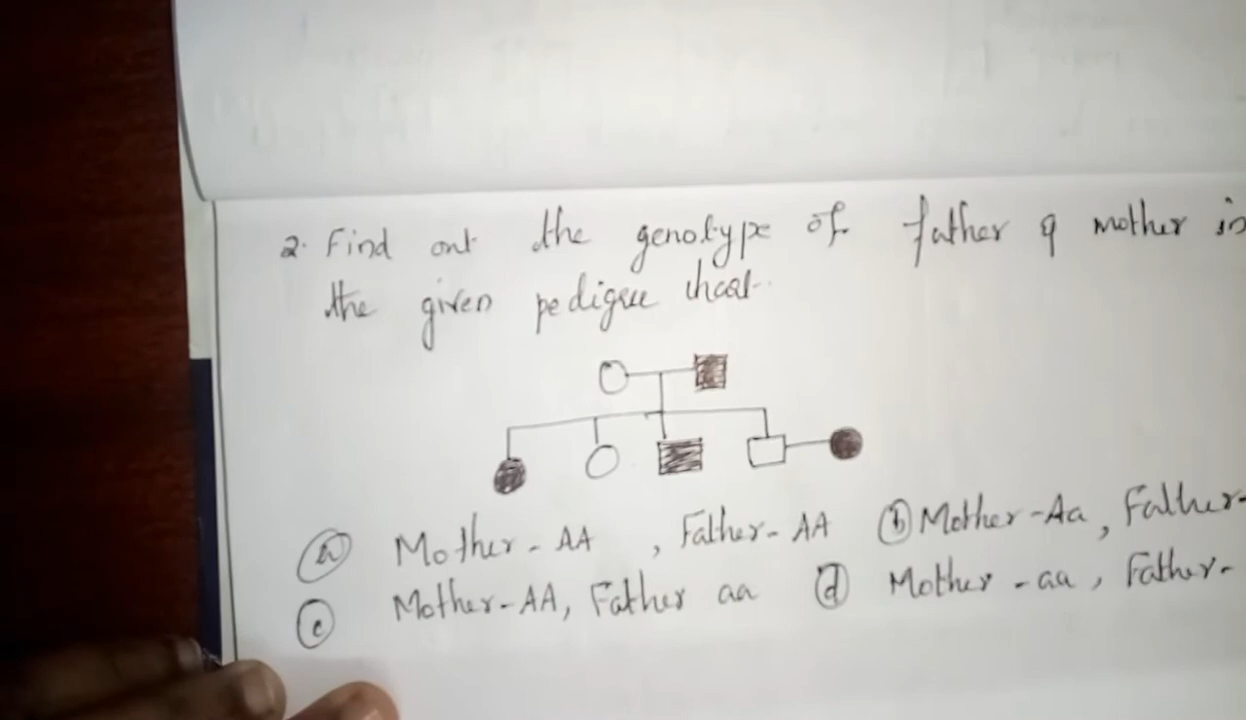 2. Find out the genotype of father & mother in
the given pedigree chart.
(a) Mother - AA , Father - AA (b) Mother - Aa, Father-
(c) Mother - AA, Father aa (d) Mother - aa, Father -